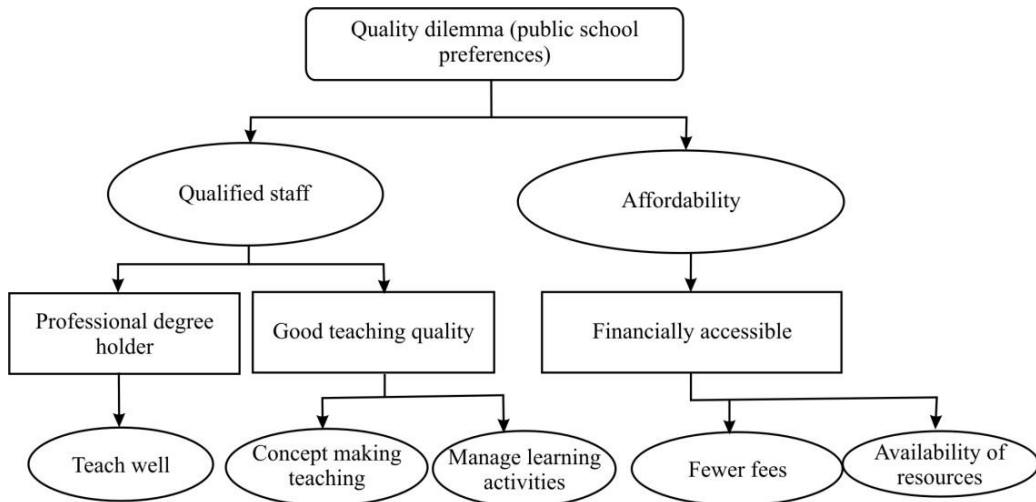 Quality dilemma (public school
preferences)
Qualified staff
Affordability
Professional degree
holder
Good teaching quality
Financially accessible
Teach well
Concept making
teaching
Manage learning
activities
Fewer fees
Availability of
resources